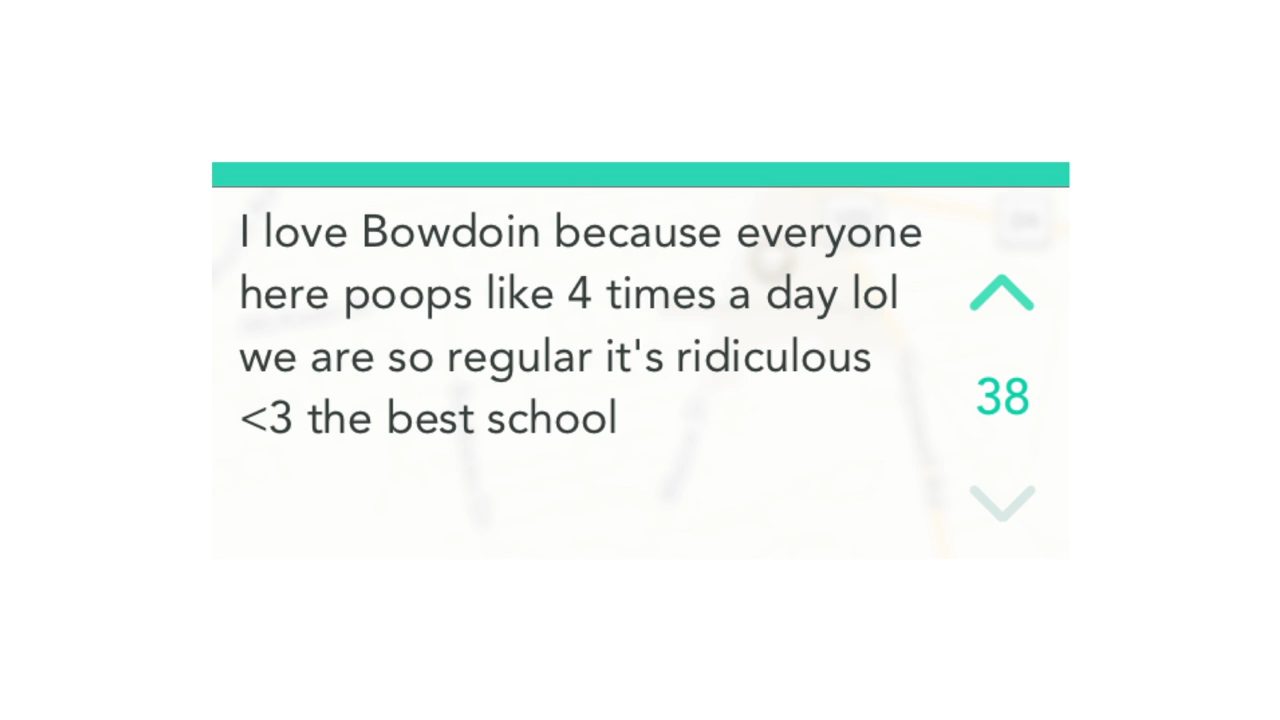 I love Bowdoin because everyone
here poops like 4 times a day lol
we are so regular it's ridiculous
<3 the best school
38